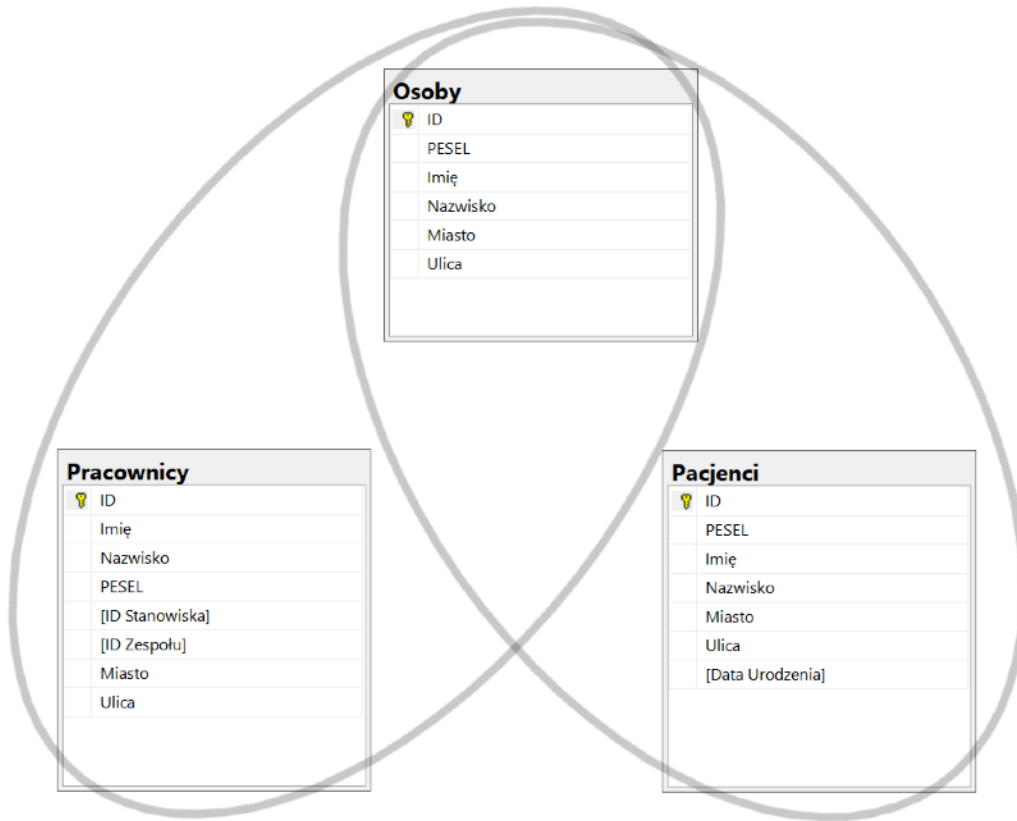 Osoby
ID
PESEL
Imię
Nazwisko
Miasto
Ulica
Pracownicy
ID
Imię
Nazwisko
PESEL
[ID Stanowiska]
[ID Zespołu]
Miasto
Ulica
Pacjenci
ID
PESEL
Imię
Nazwisko
Miasto
Ulica
[Data Urodzenia]